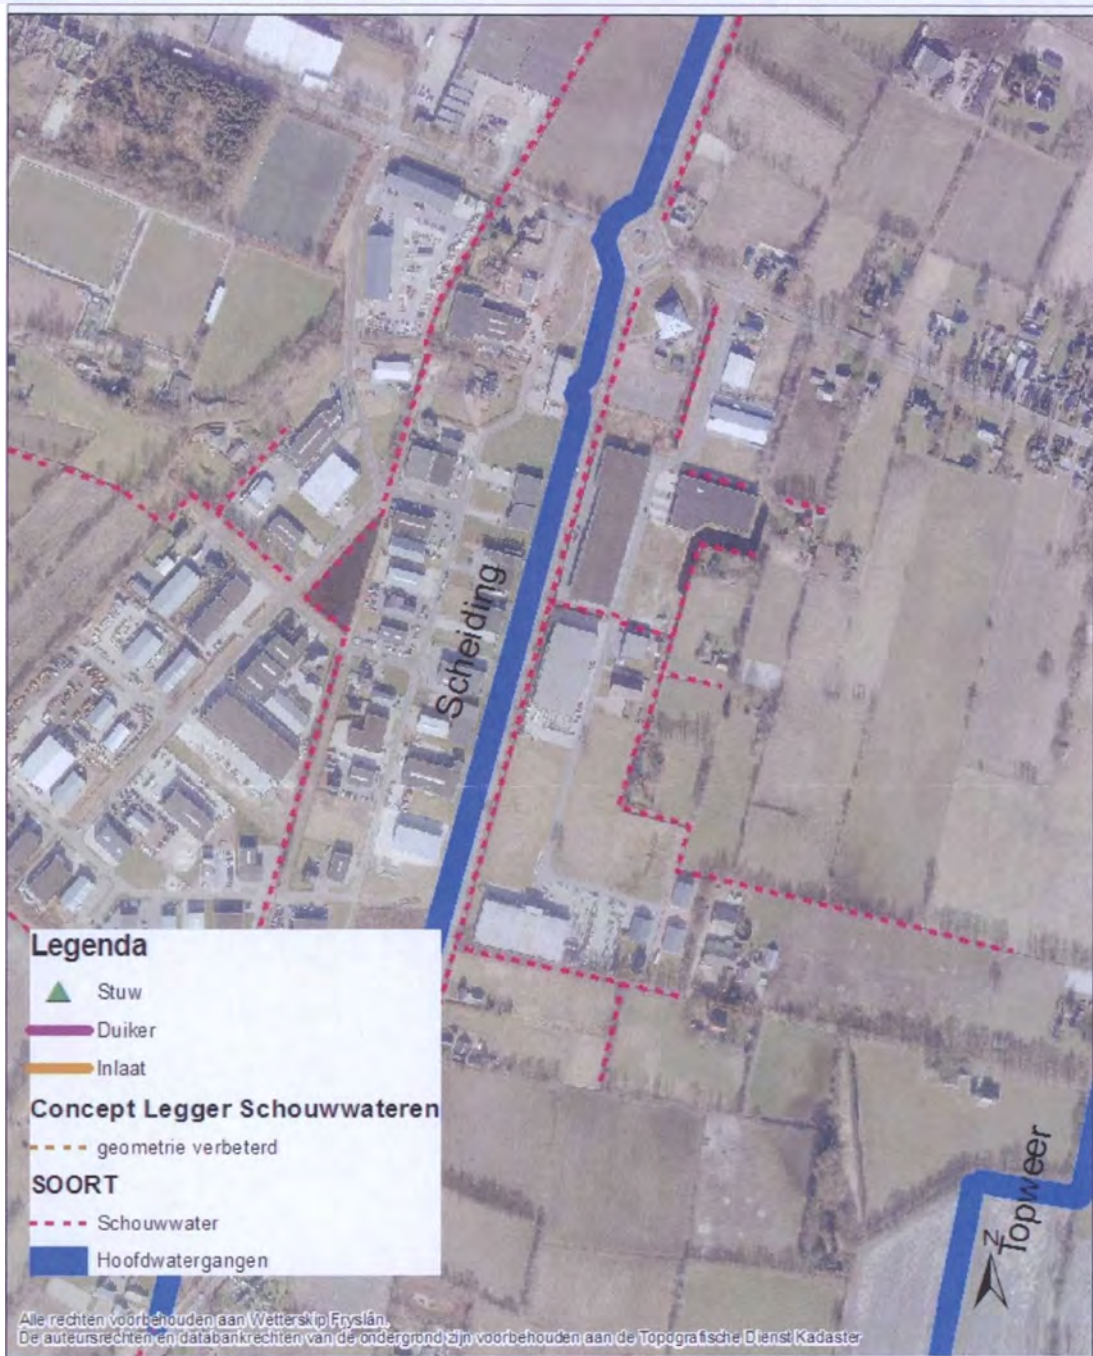 Scheiding
Legenda
Stuw
Duiker
Inlaat
Concept Legger Schouwwateren
geometrie verbeterd
SOORT
Schouwwater
Hoofdwatergangen
Topweer
N
Alle rechten voorbehouden aan Wetterskip Fryslân.
De auteursrechten en databankrechten van de ondergrond zijn voorbehouden aan de Topografische Dienst Kadaster